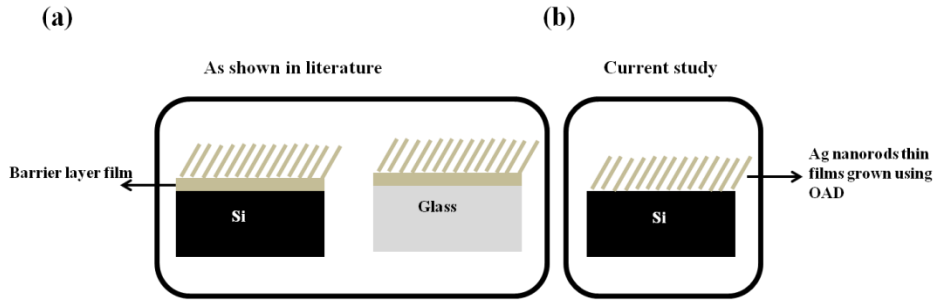 (a)
(b)
As shown in literature
Current study
Barrier layer film
Si
Glass
Si
Ag nanorods thin
films grown using
OAD